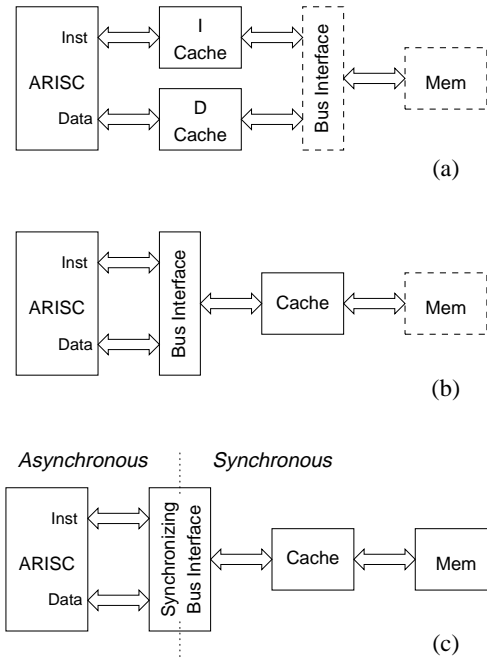 Inst
ARISC
Data
I
Cache
D
Cache
Bus Interface
Mem
(a)
Inst
ARISC
Data
Bus Interface
Cache
Mem
(b)
Asynchronous
Synchronous
Inst
ARISC
Data
Synchronizing
Bus Interface
Cache
Mem
(c)